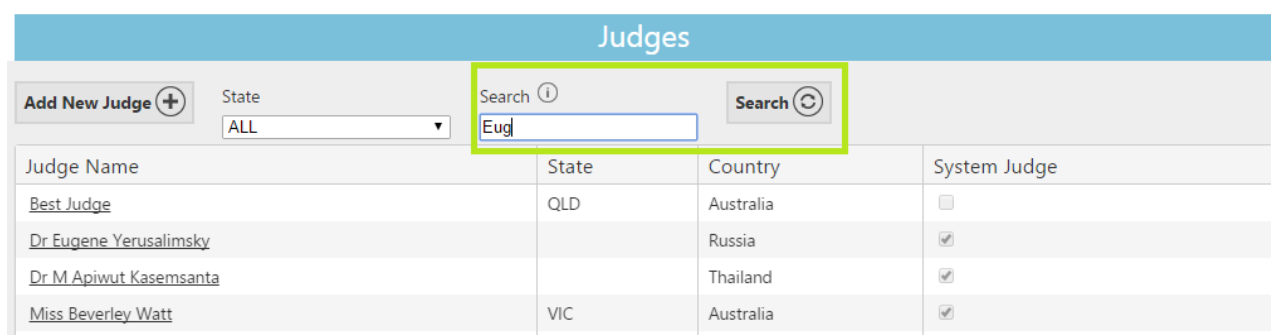 Judges
Add New Judge State Search Search
ALL Eug
Judge Name State Country System Judge
Best Judge QLD Australia
Dr Eugene Yerusalimsky Russia
Dr M Apiwut Kasemsanta Thailand
Miss Beverley Watt VIC Australia